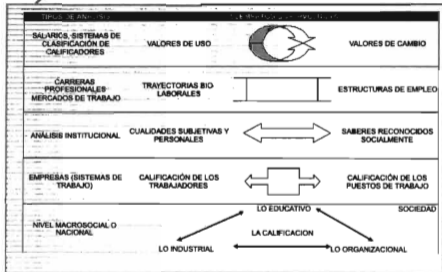 TIPOS DE ANÁLISIS
SALARIOS, SISTEMAS DE
CLASIFICACIÓN DE
CALIFICADORES
VALORES DE USO
VALORES DE CAMBIO
CARRERAS
PROFESIONALES
MERCADOS DE TRABAJO
TRAYECTORIAS BIO
LABORALES
ESTRUCTURAS DE EMPLEO
ANÁLISIS INSTITUCIONAL
CUALIDADES SUBJETIVAS Y
PERSONALES
SABERES RECONOCIDOS
SOCIALMENTE
EMPRESAS (SISTEMAS DE
TRABAJO)
CALIFICACIÓN DE LOS
TRABAJADORES
CALIFICACIÓN DE LOS
PUESTOS DE TRABAJO
NIVEL MACROSOCIAL O
NACIONAL
LO EDUCATIVO
SOCIEDAD
LA CALIFICACION
LO INDUSTRIAL
LO ORGANIZACIONAL